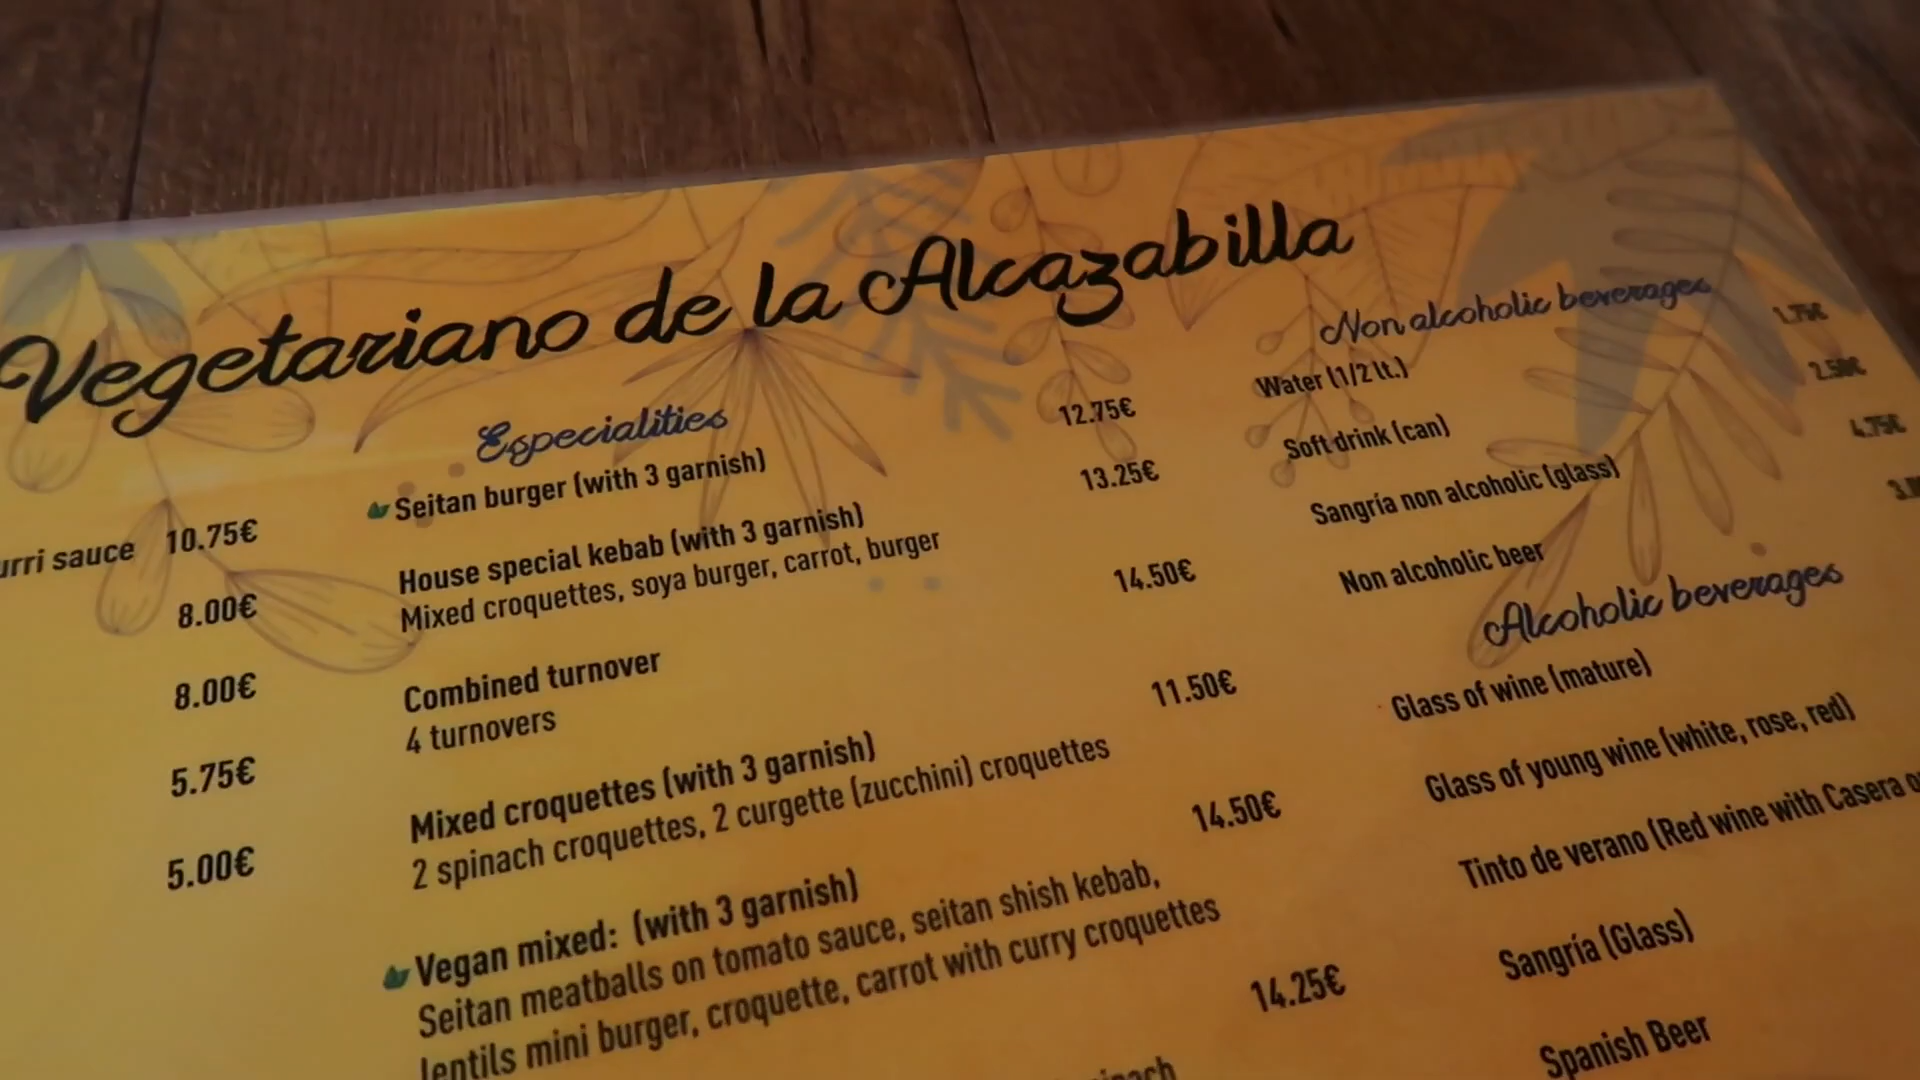 Vegetariano de la Alcazabilla
urri sauce 10.75€
8.00€
8.00€
5.75€
5.00€
Especialities
Seitan burger (with 3 garnish) 12.75€
House special kebab (with 3 garnish) 13.25€
Mixed croquettes, soya burger, carrot, burger
Combined turnover 14.50€
4 turnovers
Mixed croquettes (with 3 garnish) 11.50€
2 spinach croquettes, 2 curgette (zucchini) croquettes
Vegan mixed: (with 3 garnish) 14.50€
Seitan meatballs on tomato sauce, seitan shish kebab,
lentils mini burger, croquette, carrot with curry croquettes
14.25€
Non alcoholic beverages
Water (1/2 lt.) 1.75€
Soft drink (can) 2.50€
Sangría non alcoholic (glass) 4.75€
Non alcoholic beer
Alcoholic beverages
Glass of wine (mature)
Glass of young wine (white, rose, red)
Tinto de verano (Red wine with Casera o
Sangría (Glass)
Spanish Beer